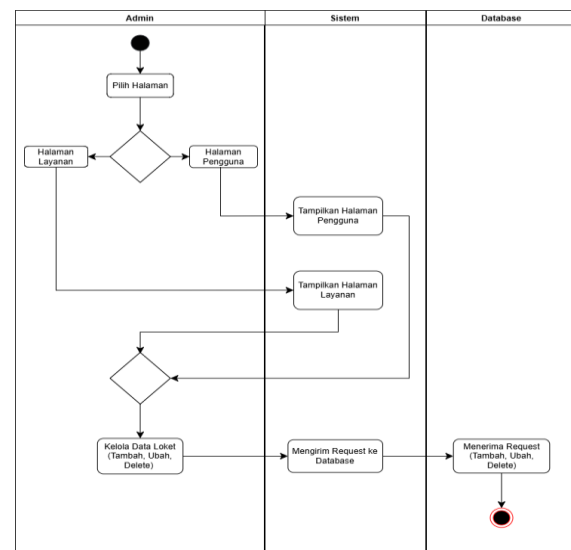 Admin
Sistem
Database
Pilih Halaman
Halaman
Layanan
Halaman
Pengguna
Tampilkan Halaman
Pengguna
Tampilkan Halaman
Layanan
Kelola Data Loket
(Tambah, Ubah,
Delete)
Mengirim Request ke
Database
Menerima Request
(Tambah, Ubah,
Delete)